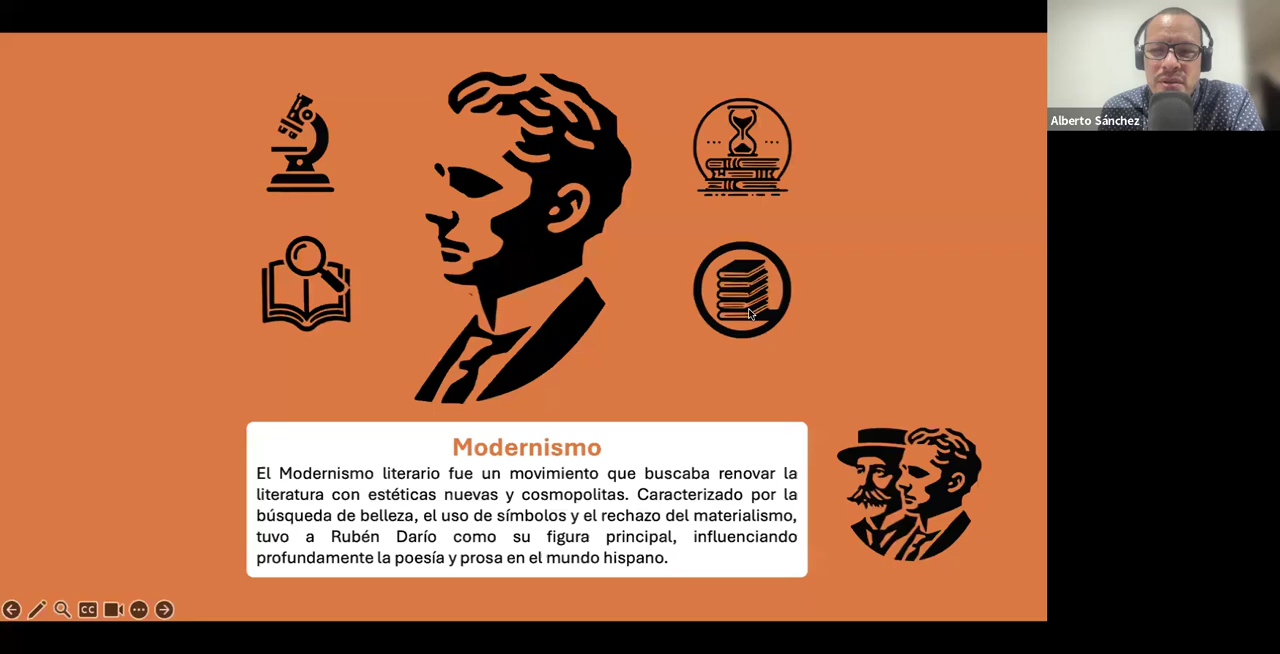 Alberto Sánchez
Modernismo
El Modernismo literario fue un movimiento que buscaba renovar la
literatura con estéticas nuevas y cosmopolitas. Caracterizado por la
búsqueda de belleza, el uso de símbolos y el rechazo del materialismo,
tuvo a Rubén Darío como su figura principal, influenciando
profundamente la poesía y prosa en el mundo hispano.
CC